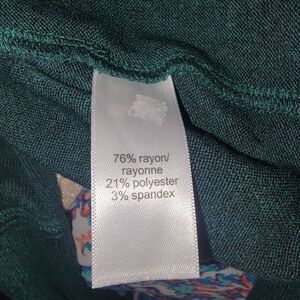 76% rayon/
rayonne
21% polyester
3% spandex